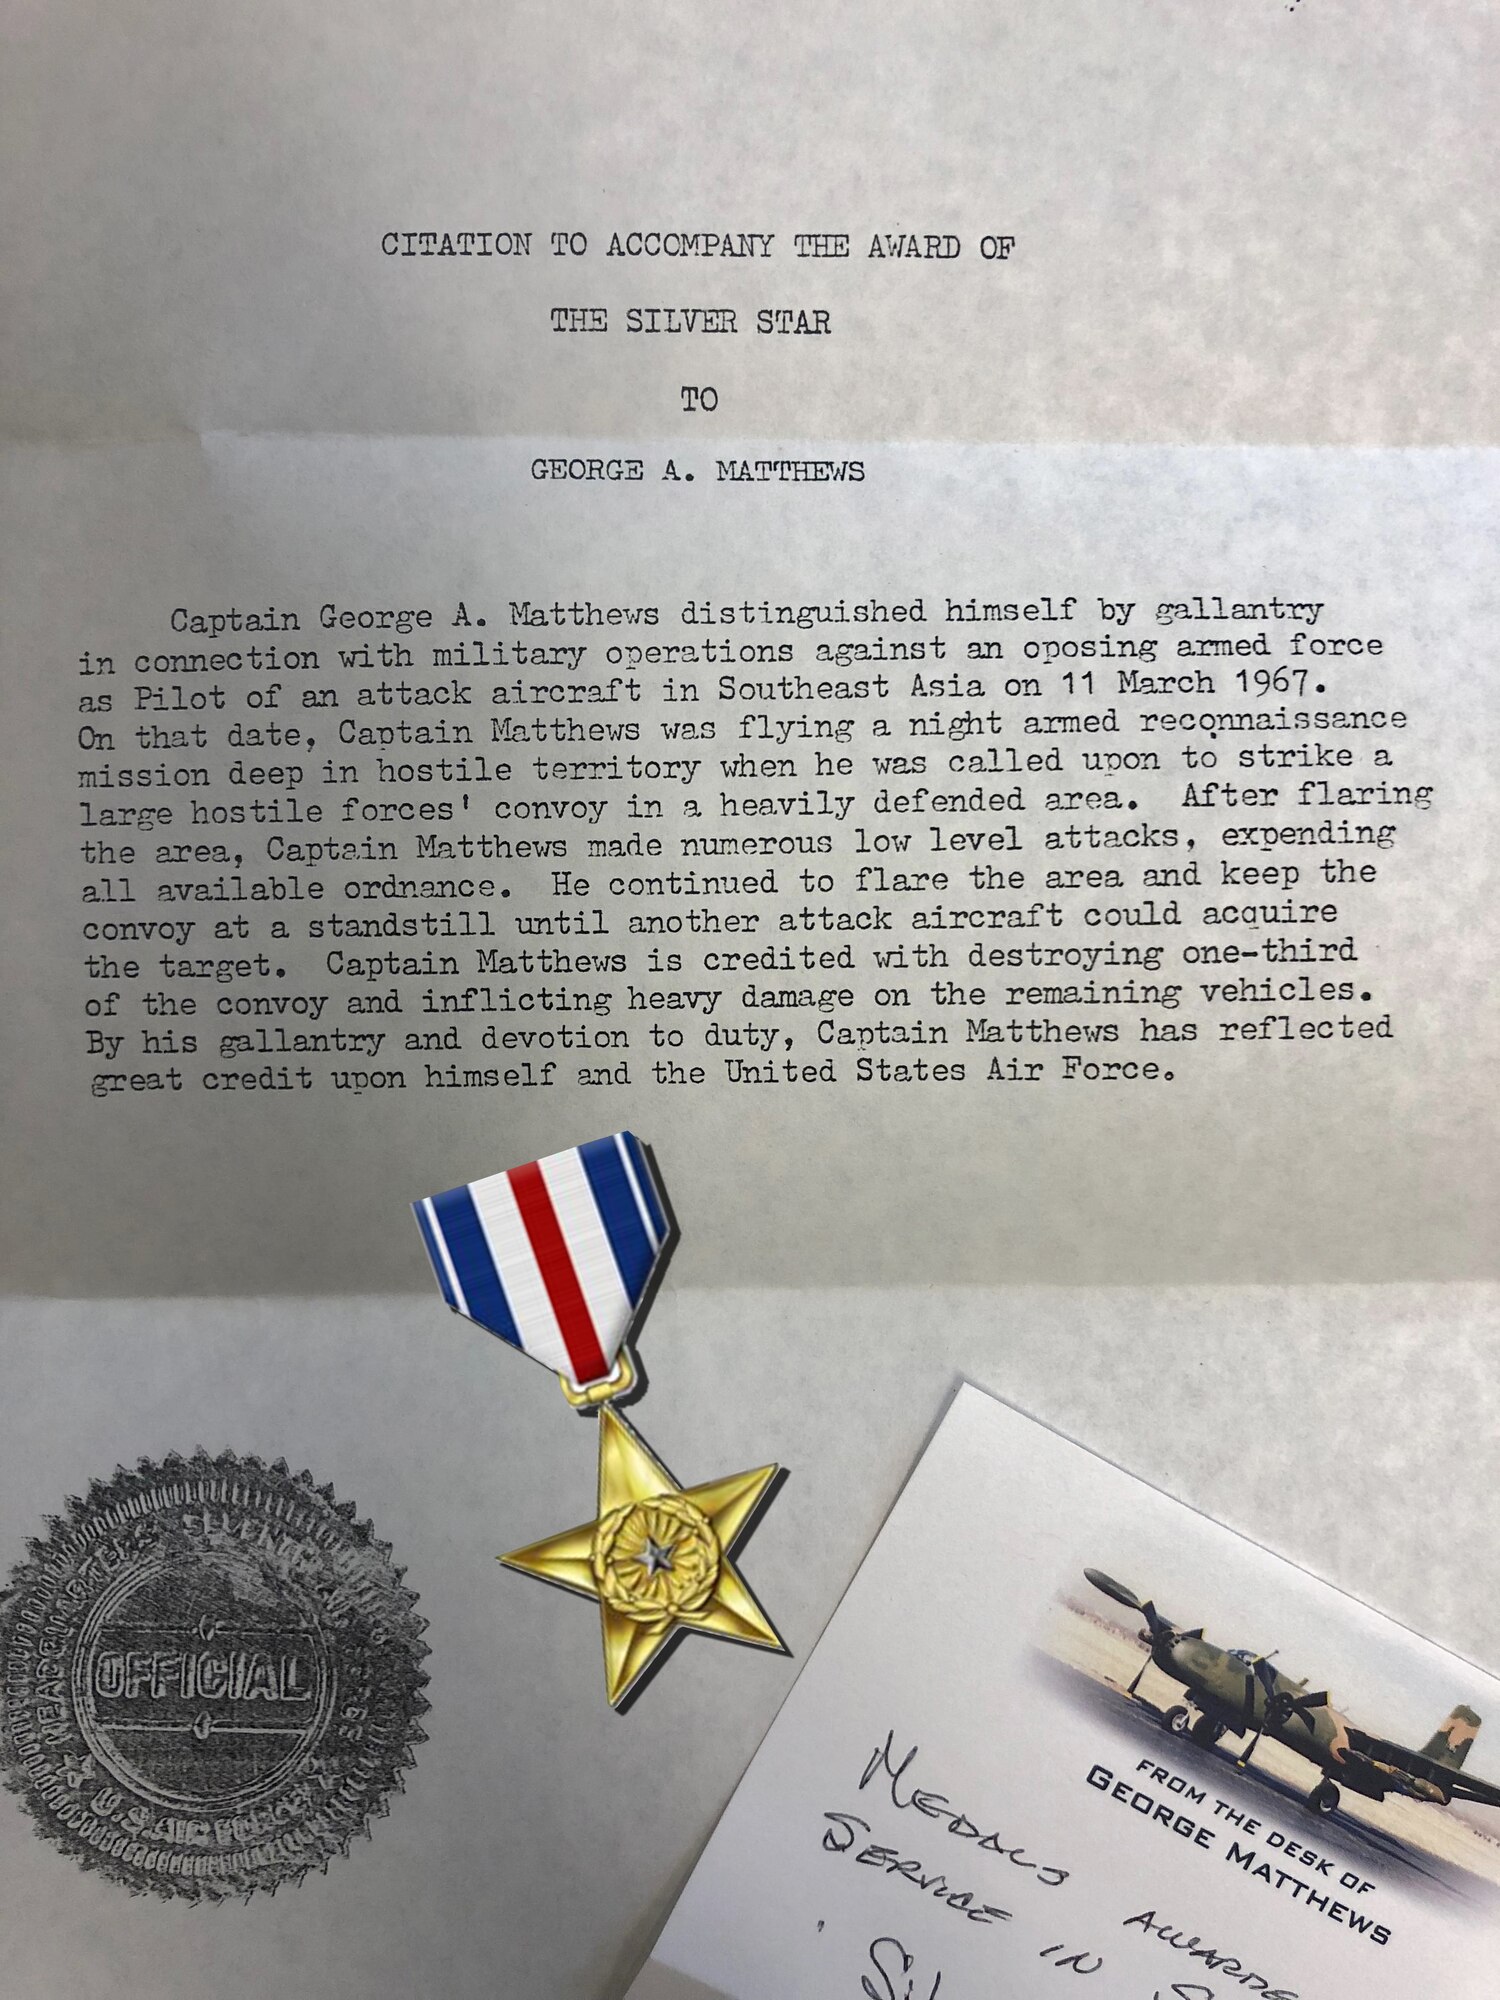 CITATION TO ACCOMPANY THE AWARD OF
THE SILVER STAR
TO
GEORGE A. MATTHEWS
Captain George A. Matthews distinguished himself by gallantry
in connection with military operations against an oposing armed force
as Pilot of an attack aircraft in Southeast Asia on 11 March 1967.
On that date, Captain Matthews was flying a night armed reconnaissance
mission deep in hostile territory when he was called upon to strike a
large hostile forces' convoy in a heavily defended area. After flaring
the area, Captain Matthews made numerous low level attacks, expending
all available ordnance. He continued to flare the area and keep the
convoy at a standstill until another attack aircraft could acquire
the target. Captain Matthews is credited with destroying one-third
of the convoy and inflicting heavy damage on the remaining vehicles.
By his gallantry and devotion to duty, Captain Matthews has reflected
great credit upon himself and the United States Air Force.
HEADQUARTERS
OFFICIAL
U.S. AIR FORCE
FROM THE DESK OF
GEORGE MATTHEWS
MEDALS
SERVICE IN